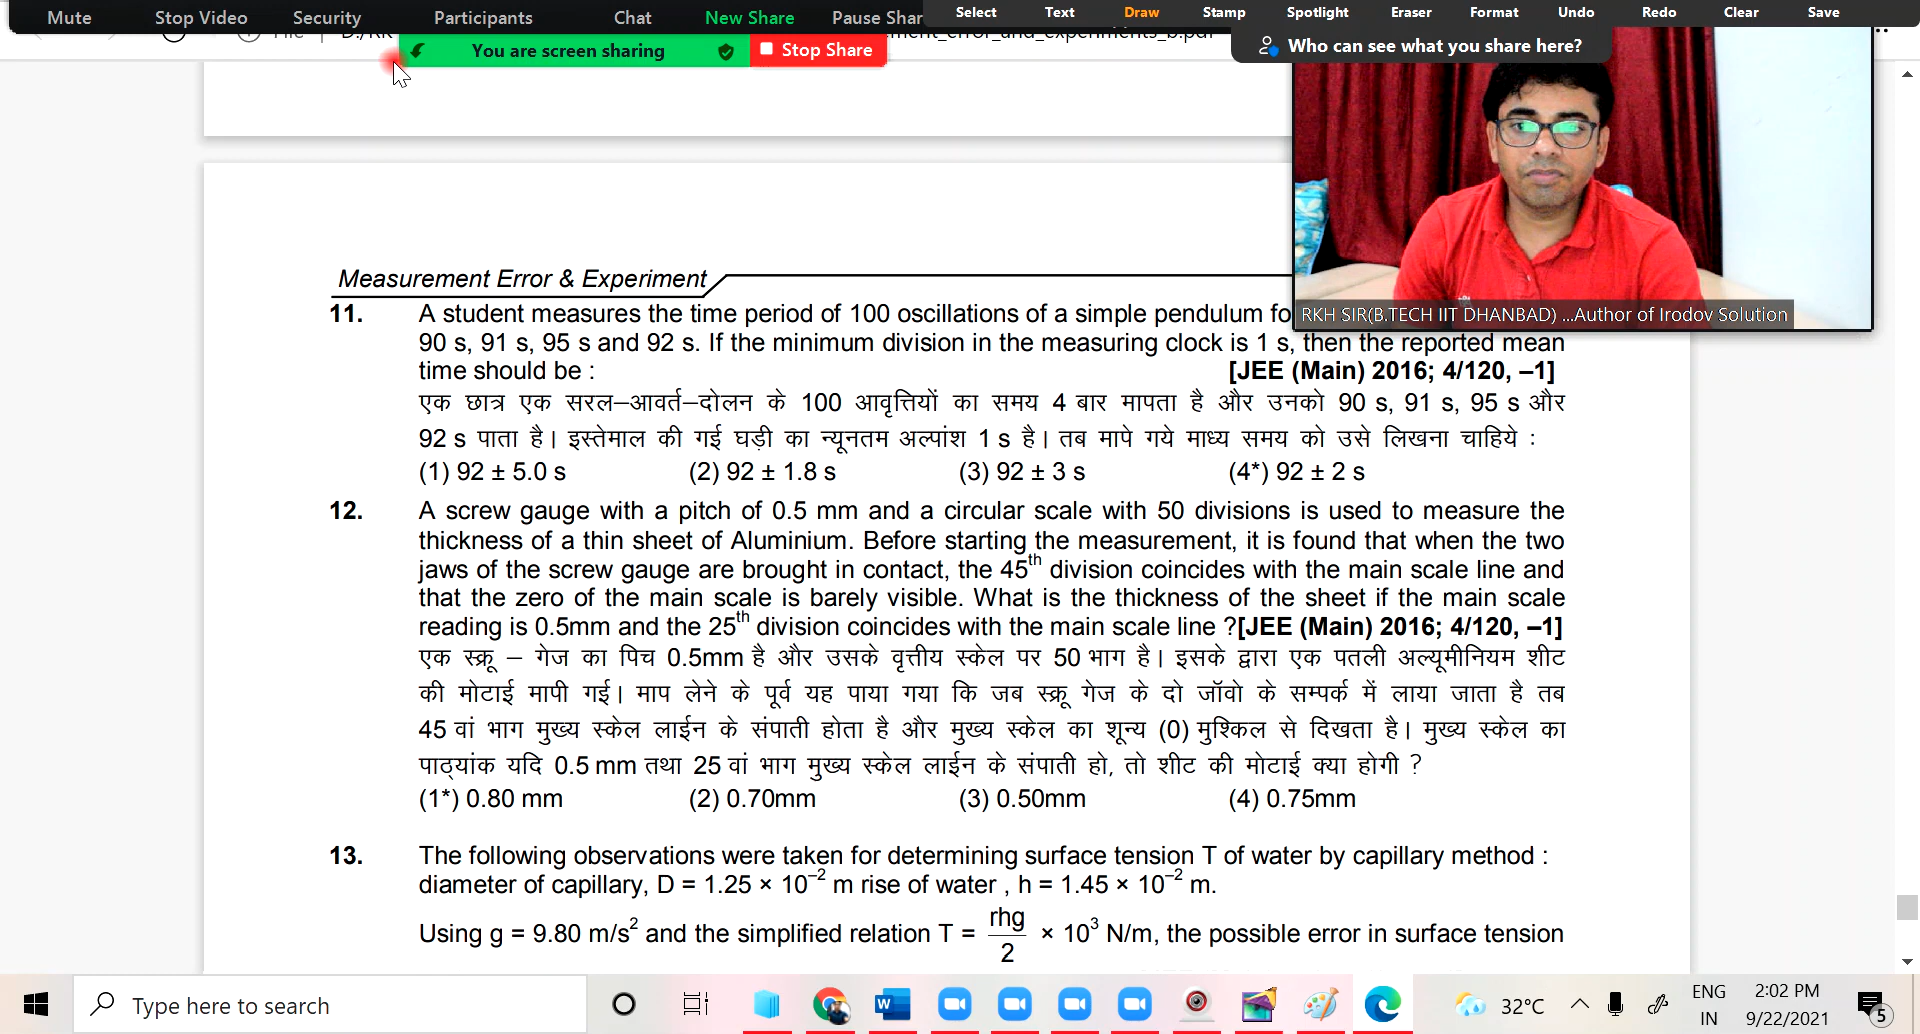 Mute Stop Video Security Participants Chat New Share Pause Shar Select Text Draw Stamp Spotlight Eraser Format Undo Redo Clear Save
You are screen sharing Stop Share Who can see what you share here?
RKH SIR(B.TECH IIT DHANBAD) ...Author of Irodov Solution
Measurement Error & Experiment
11. A student measures the time period of 100 oscillations of a simple pendulum fo
90 s, 91 s, 95 s and 92 s. If the minimum division in the measuring clock is 1 s, then the reported mean
time should be : [JEE (Main) 2016; 4/120, –1]
एक छात्र एक सरल–आवर्त–दोलन के 100 आवृत्तियों का समय 4 बार मापता है और उनको 90 s, 91 s, 95 s और
92 s पाता है। इस्तेमाल की गई घड़ी का न्यूनतम अल्पांश 1 s है। तब मापे गये माध्य समय को उसे लिखना चाहिये :
(1) 92 ± 5.0 s (2) 92 ± 1.8 s (3) 92 ± 3 s (4*) 92 ± 2 s
12. A screw gauge with a pitch of 0.5 mm and a circular scale with 50 divisions is used to measure the
thickness of a thin sheet of Aluminium. Before starting the measurement, it is found that when the two
jaws of the screw gauge are brought in contact, the 45th division coincides with the main scale line and
that the zero of the main scale is barely visible. What is the thickness of the sheet if the main scale
reading is 0.5mm and the 25th division coincides with the main scale line ?[JEE (Main) 2016; 4/120, –1]
एक स्क्रू – गेज का पिच 0.5mm है और उसके वृत्तीय स्केल पर 50 भाग है। इसके द्वारा एक पतली अल्यूमीनियम शीट
की मोटाई मापी गई। माप लेने के पूर्व यह पाया गया कि जब स्क्रू गेज के दो जॉवो के सम्पर्क में लाया जाता है तब
45 वां भाग मुख्य स्केल लाईन के संपाती होता है और मुख्य स्केल का शून्य (0) मुश्किल से दिखता है। मुख्य स्केल का
पाठ्यांक यदि 0.5 mm तथा 25 वां भाग मुख्य स्केल लाईन के संपाती हो, तो शीट की मोटाई क्या होगी ?
(1*) 0.80 mm (2) 0.70mm (3) 0.50mm (4) 0.75mm
13. The following observations were taken for determining surface tension T of water by capillary method :
diameter of capillary, D = 1.25 × 10–2 m rise of water , h = 1.45 × 10–2 m.
Using g = 9.80 m/s2 and the simplified relation T = rhg/2 × 103 N/m, the possible error in surface tension
Type here to search 32°C ENG 2:02 PM
IN 9/22/2021 5